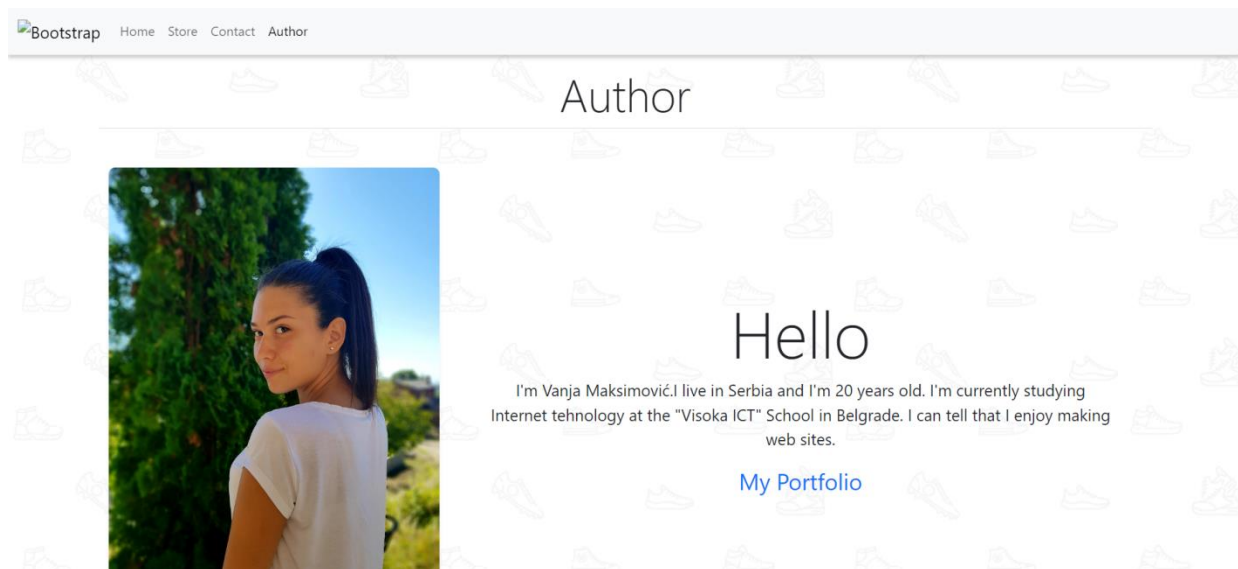 Bootstrap Home Store Contact Author
Author
Hello
I'm Vanja Maksimović.I live in Serbia and I'm 20 years old. I'm currently studying
Internet tehnology at the "Visoka ICT" School in Belgrade. I can tell that I enjoy making
web sites.
My Portfolio